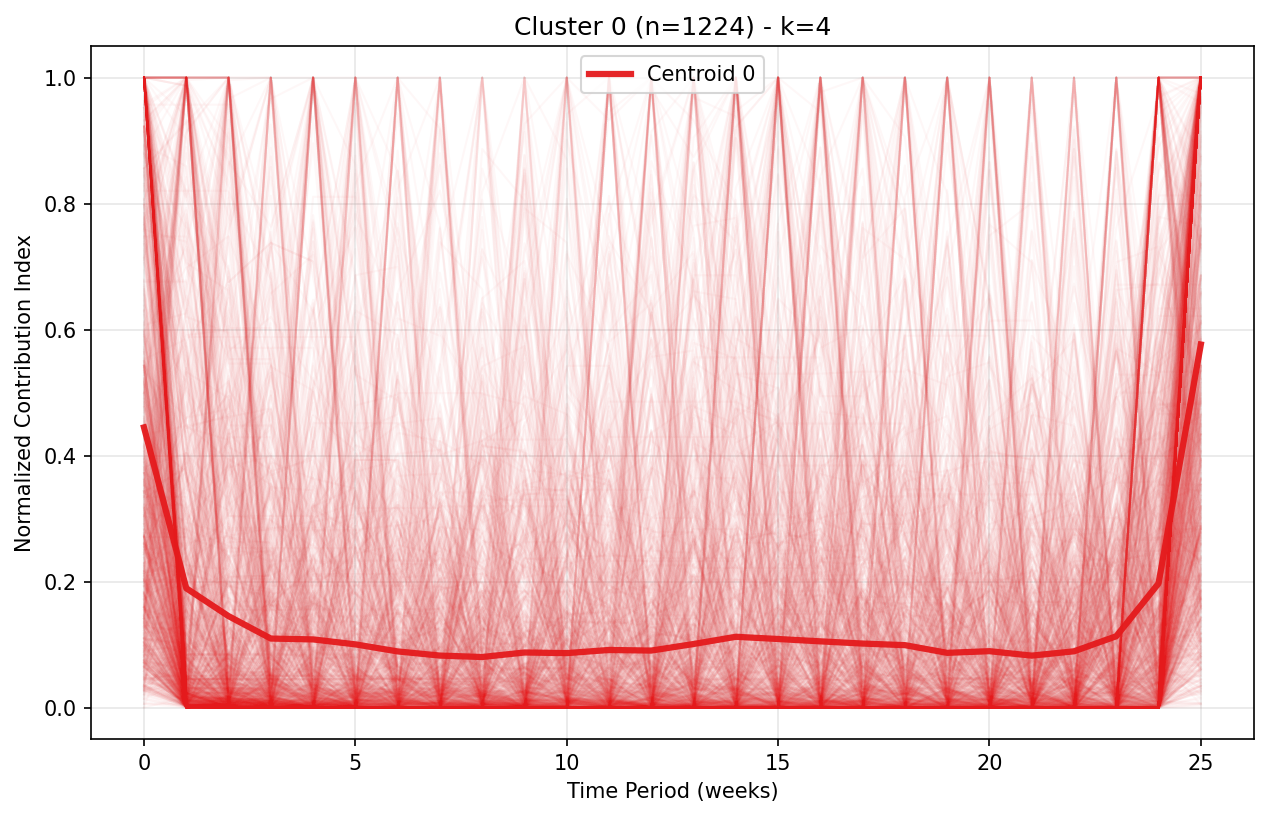 Cluster 0 (n=1224) - k=4
Centroid 0
Normalized Contribution Index
1.0
0.8
0.6
0.4
0.2
0.0
0 5 10 15 20 25
Time Period (weeks)